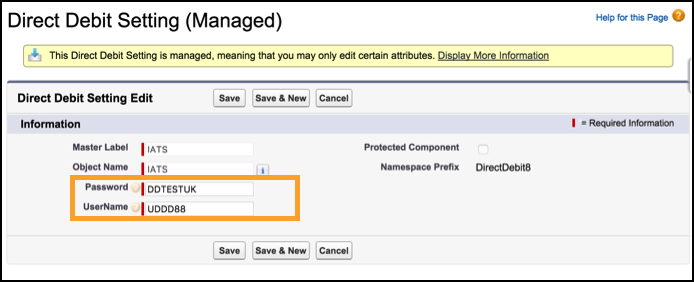 Direct Debit Setting (Managed)
Help for this Page ?
This Direct Debit Setting is managed, meaning that you may only edit certain attributes. Display More Information
Direct Debit Setting Edit Save Save & New Cancel
Information = Required Information
Master Label IATS Protected Component
Object Name IATS i Namespace Prefix DirectDebit8
Password DDTESTUK
UserName UDDD88
Save Save & New Cancel